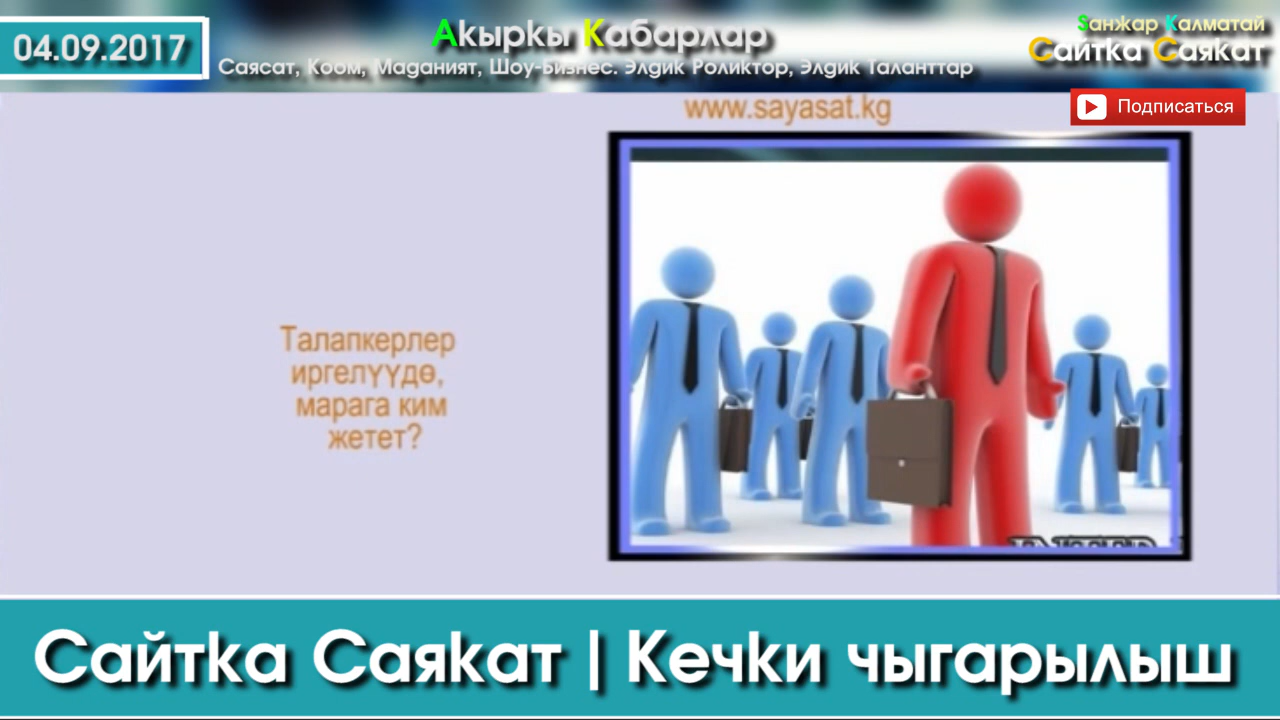 04.09.2017
Акыркы Кабарлар
Саясат, Коом, Маданият, Шоу-Бизнес. Элдик Роликтор, Элдик Таланттар
Sанжар Калматай
Сайтка Саякат
Подписаться
www.sayasat.kg
Талапкерлер
иргелүүдө,
марага ким
жетет?
Сайтка Саякат | Кечки чыгарылыш